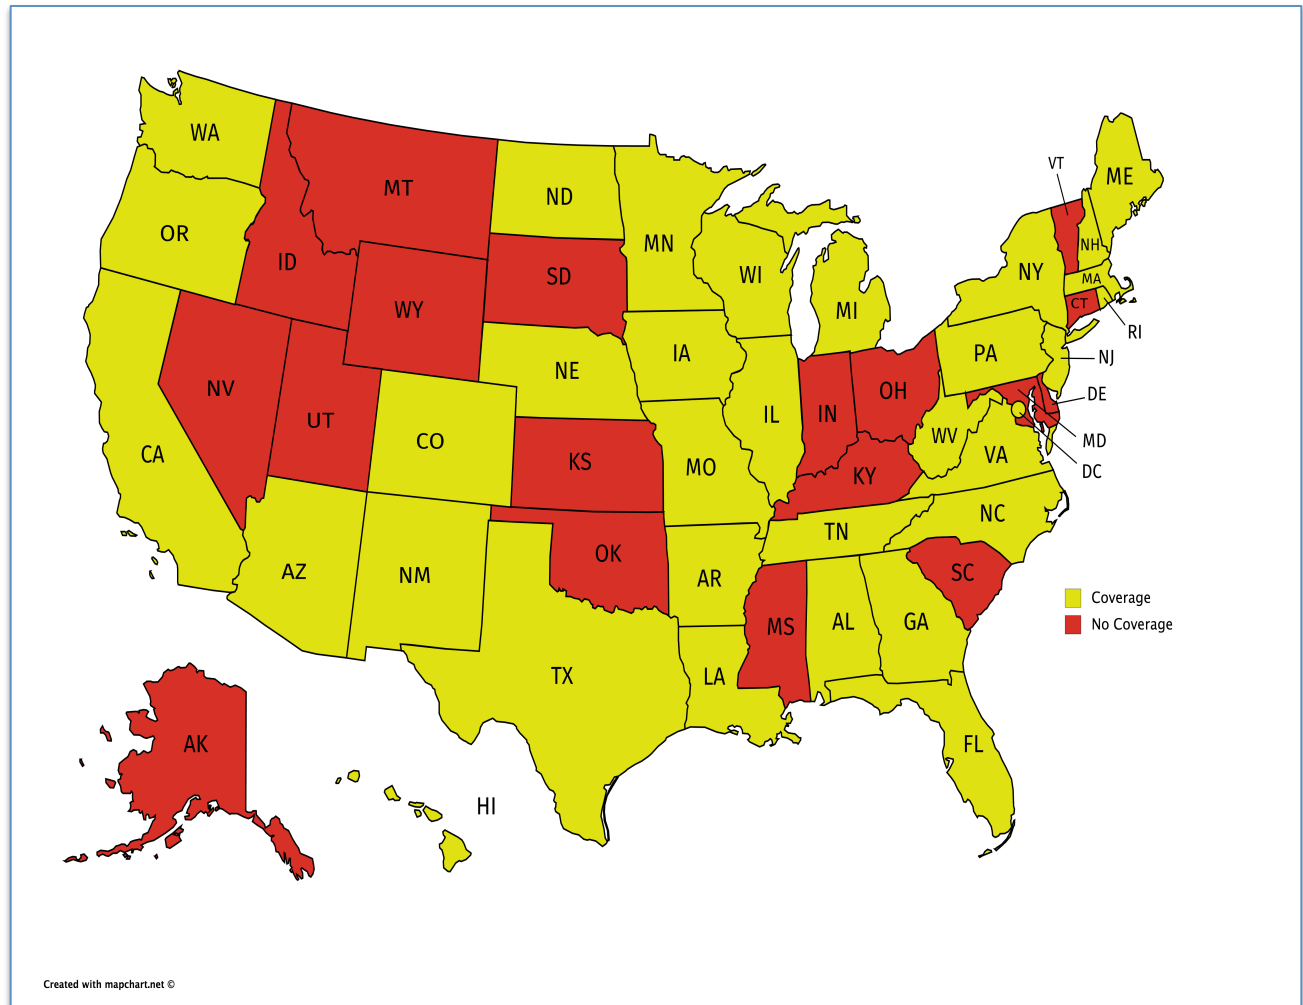 WA
MT
ND
OR
ID
MN
SD
WI
WY
MI
NY
VT
NH
ME
MA
CT
RI
NJ
IA
PA
NE
NV
UT
CO
IL
IN
OH
DE
MD
DC
CA
KS
MO
KY
WV
VA
NC
TN
OK
AZ
NM
AR
SC
MS
AL
GA
Coverage
No Coverage
TX
LA
FL
AK
HI
Created with mapchart.net ©